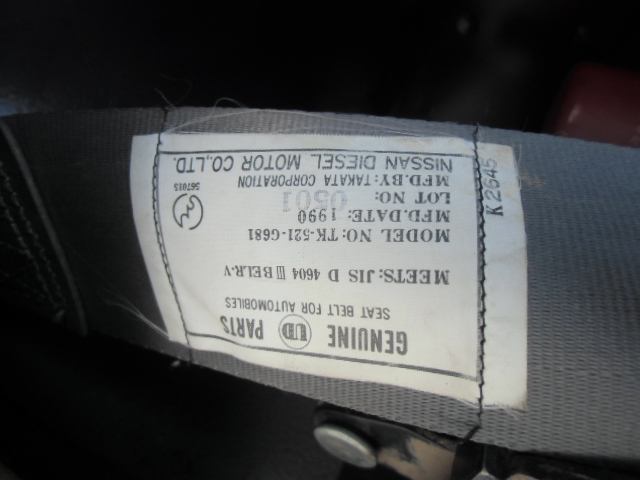 GENUINE UD PARTS
SEAT BELT FOR AUTOMOBILES
MEETS: JIS D 4604 III BELR-V
MODEL NO: TK-521-G681
MFD.DATE: 1990
LOT NO: 0501
MFD.BY: TAKATA CORPORATION
NISSAN DIESEL MOTOR CO.,LTD.
K2645